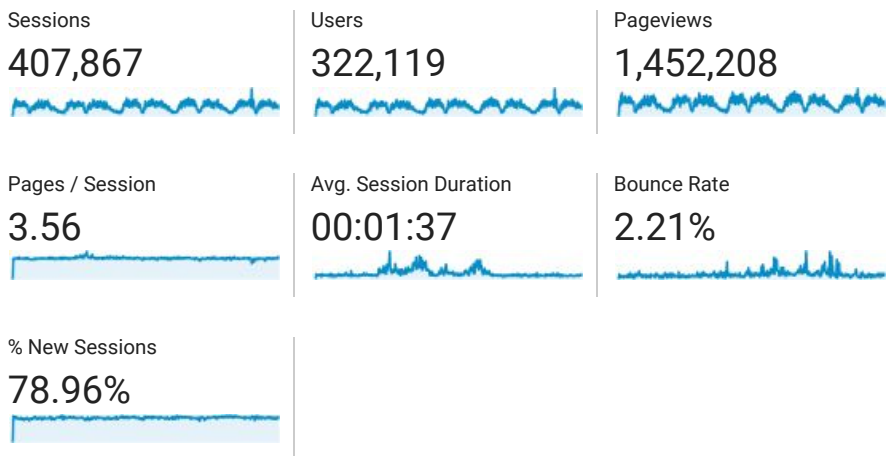 Sessions
407,867
Users
322,119
Pageviews
1,452,208
Pages / Session
3.56
Avg. Session Duration
00:01:37
Bounce Rate
2.21%
% New Sessions
78.96%